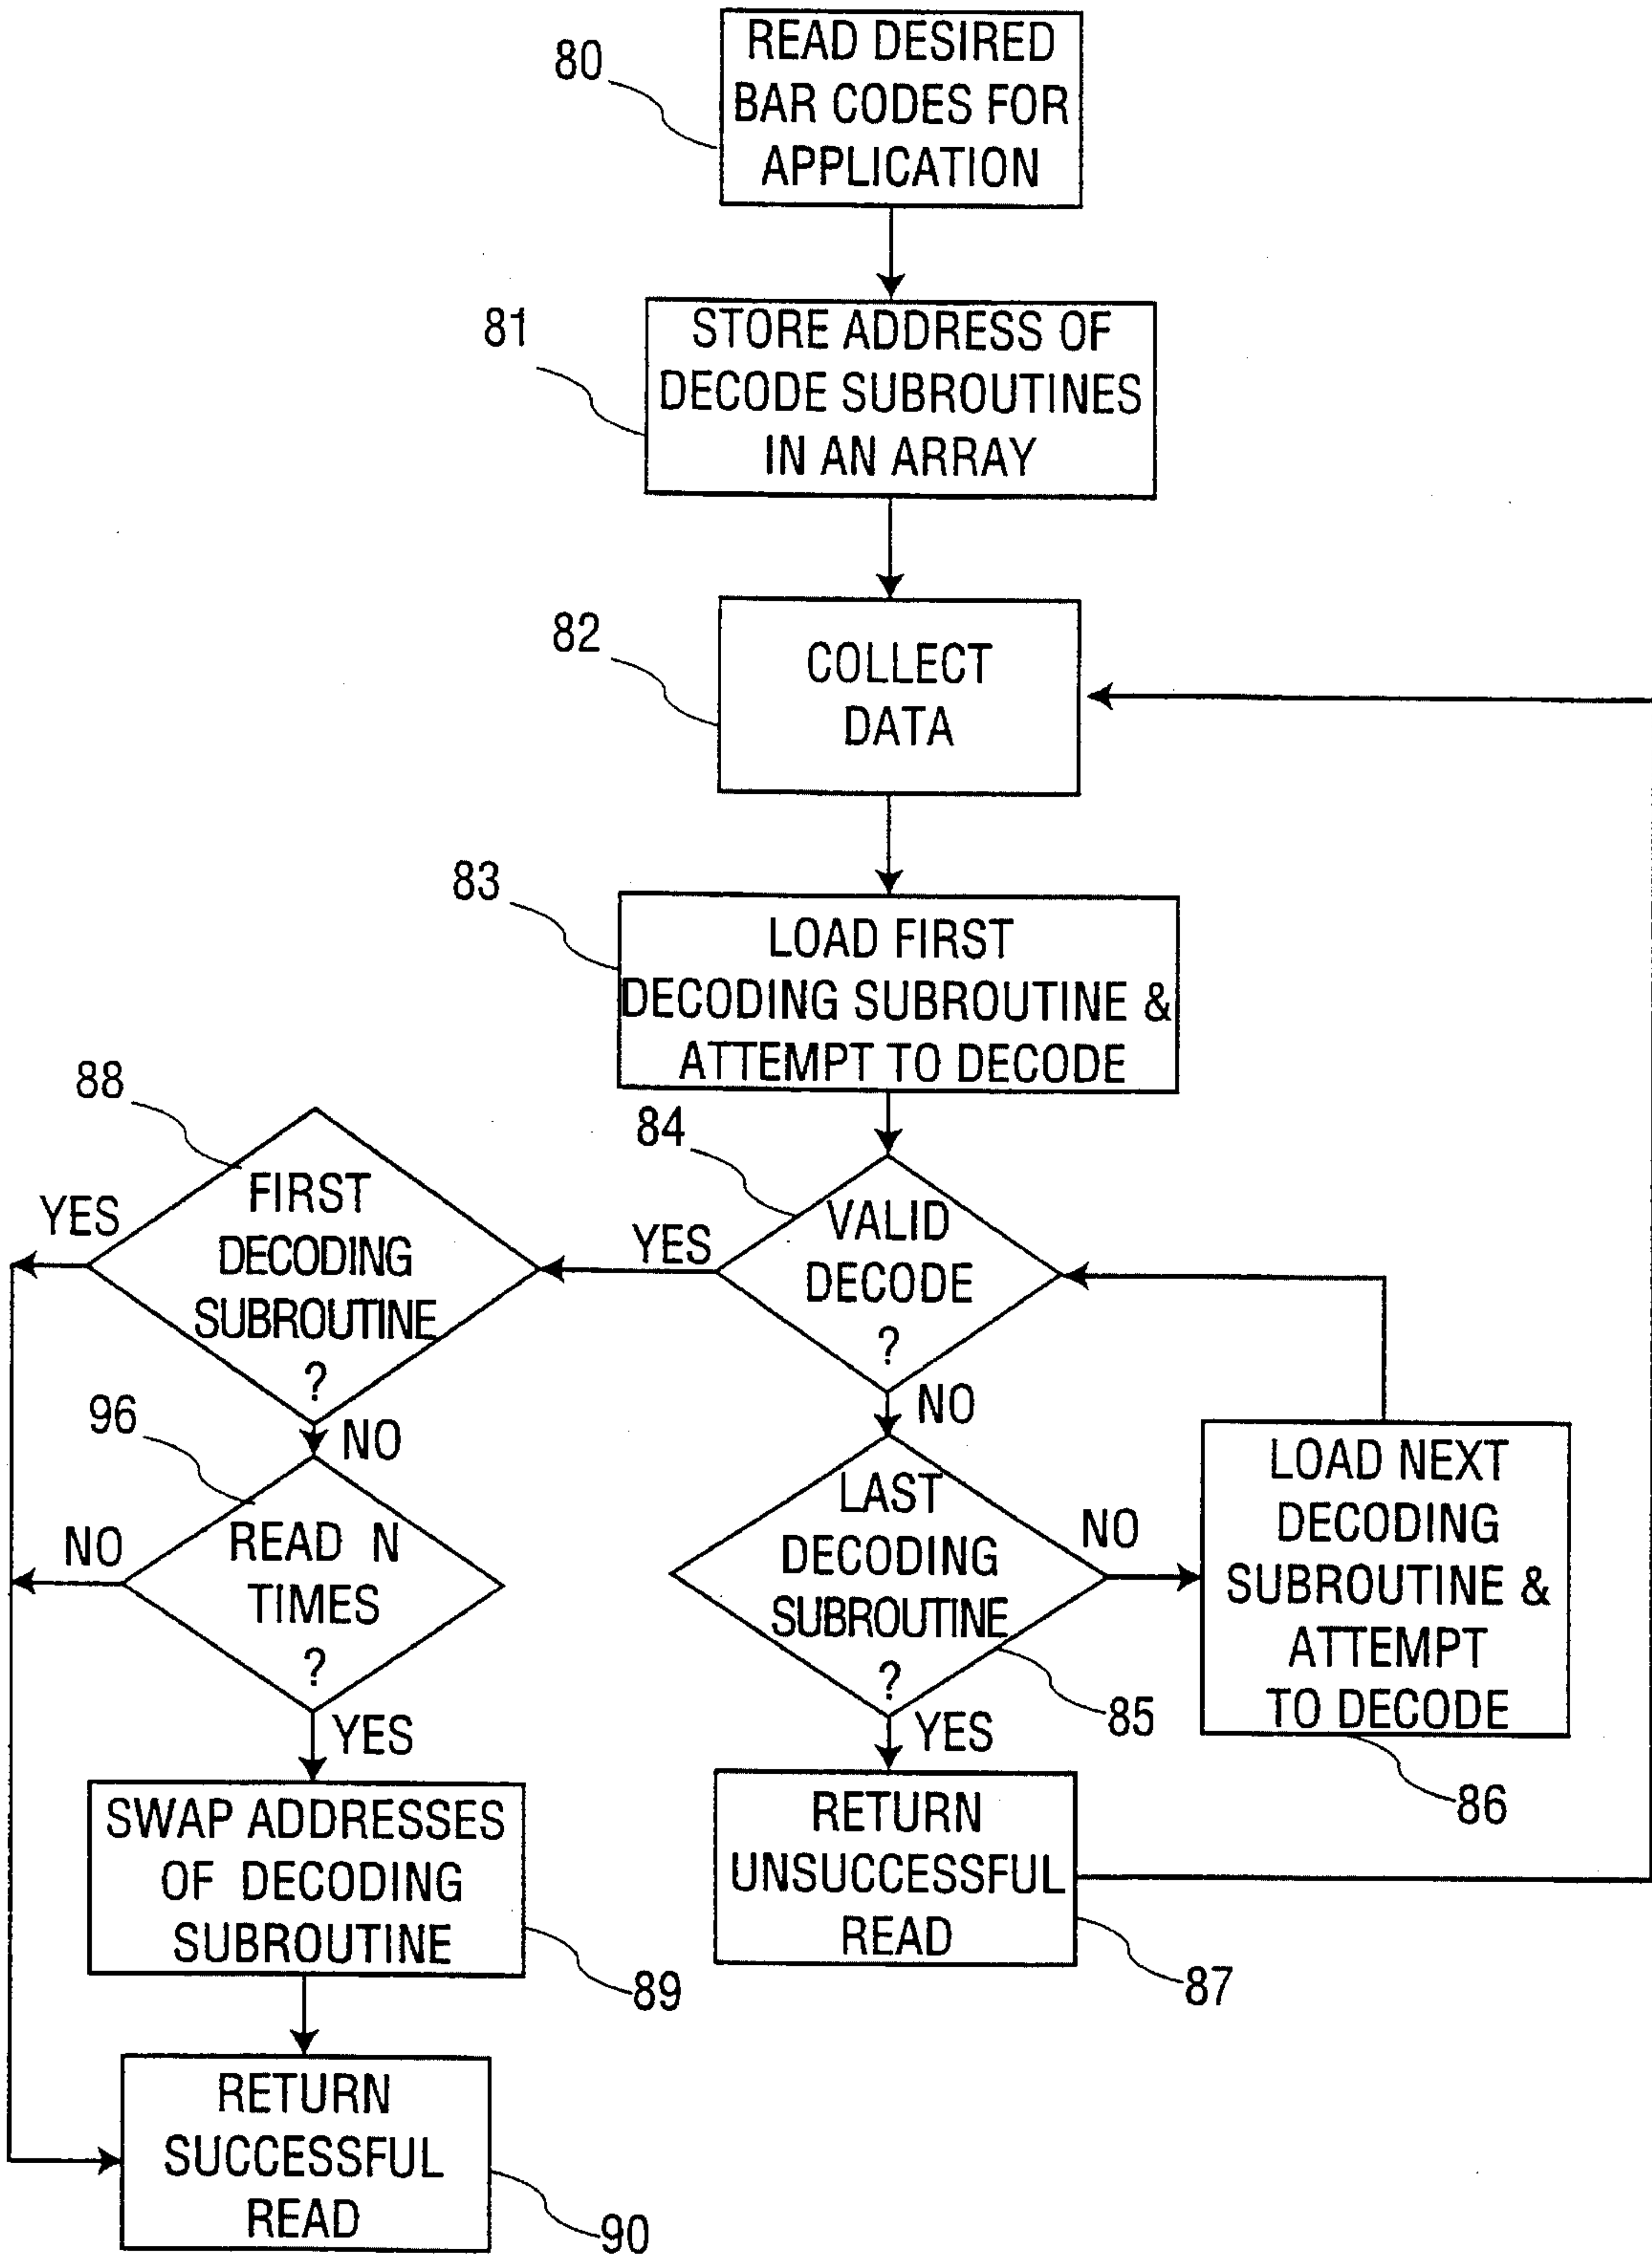 80
READ DESIRED
BAR CODES FOR
APPLICATION
81
STORE ADDRESS OF
DECODE SUBROUTINES
IN AN ARRAY
82
COLLECT
DATA
83
LOAD FIRST
DECODING SUBROUTINE &
ATTEMPT TO DECODE
88
FIRST
DECODING
SUBROUTINE
?
YES
NO
84
VALID
DECODE
?
YES
NO
96
READ N
TIMES
?
NO
YES
LAST
DECODING
SUBROUTINE
?
85
NO
YES
LOAD NEXT
DECODING
SUBROUTINE &
ATTEMPT
TO DECODE
86
SWAP ADDRESSES
OF DECODING
SUBROUTINE
89
RETURN
UNSUCCESSFUL
READ
87
RETURN
SUCCESSFUL
READ
90